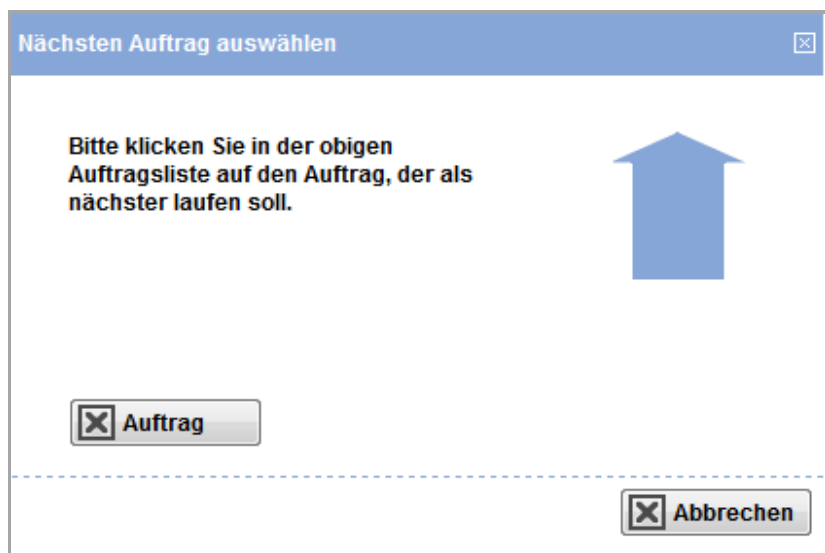 Nächsten Auftrag auswählen
Bitte klicken Sie in der obigen
Auftragsliste auf den Auftrag, der als
nächster laufen soll.
Auftrag
Abbrechen